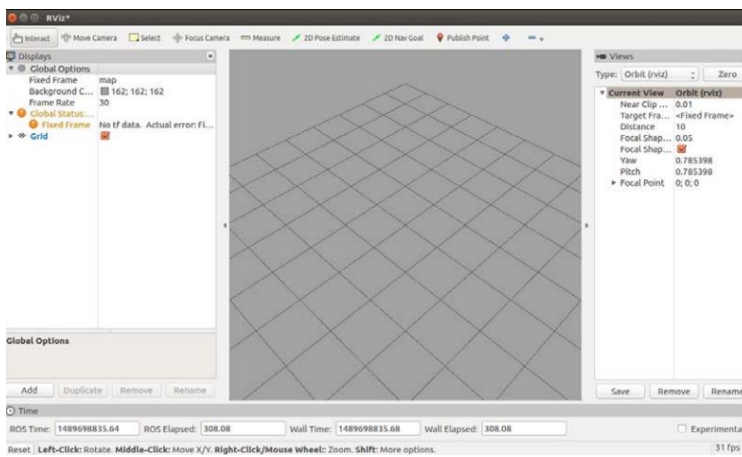 RViz*
Interact Move Camera Select Focus Camera Measure 2D Pose Estimate 2D Nav Goal Publish Point
Displays
Global Options
Fixed Frame map
Background C... 162; 162; 162
Frame Rate 30
Global Status:...
Fixed Frame No tf data. Actual error: Fi...
Grid
Global Options
Add Duplicate Remove Rename
Views
Type: Orbit (rviz) Zero
Current View Orbit (rviz)
Near Clip ... 0.01
Target Fra... <Fixed Frame>
Distance 10
Focal Shap... 0.05
Focal Shap...
Yaw 0.785398
Pitch 0.785398
Focal Point 0; 0; 0
Save Remove Rename
Time
ROS Time: 1489698835.64 ROS Elapsed: 308.08 Wall Time: 1489698835.68 Wall Elapsed: 308.08 Experimenta
Reset Left-Click: Rotate. Middle-Click: Move X/Y. Right-Click/Mouse Wheel:: Zoom. Shift: More options. 31 fps